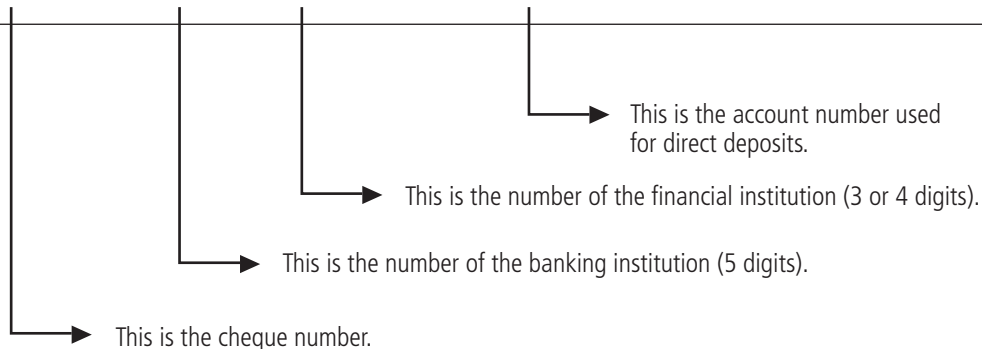 This is the account number used
for direct deposits.
This is the number of the financial institution (3 or 4 digits).
This is the number of the banking institution (5 digits).
This is the cheque number.